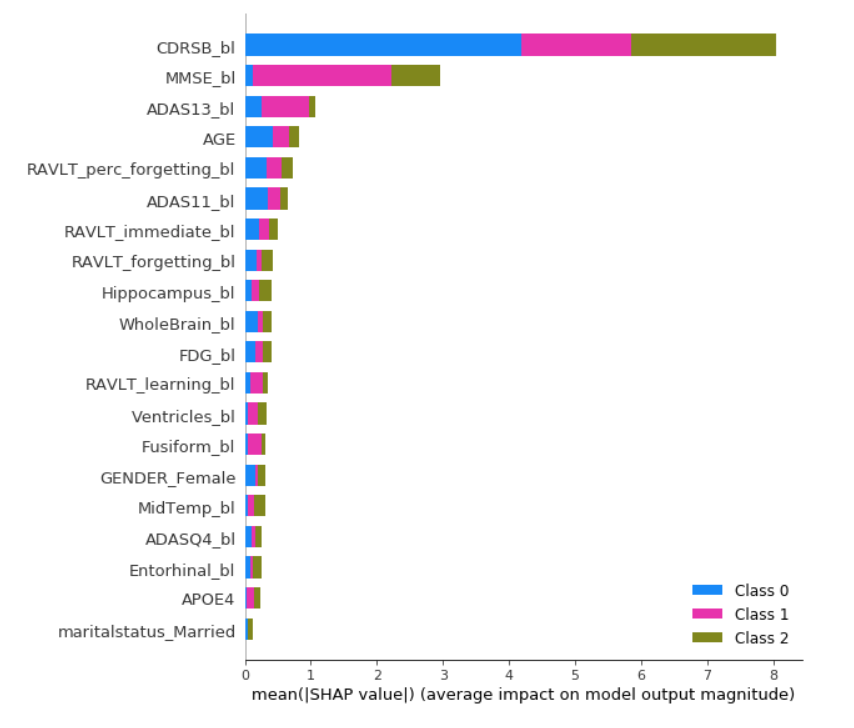 CDRSB_bl
MMSE_bl
ADAS13_bl
AGE
RAVLT_perc_forgetting_bl
ADAS11_bl
RAVLT_immediate_bl
RAVLT_forgetting_bl
Hippocampus_bl
WholeBrain_bl
FDG_bl
RAVLT_learning_bl
Ventricles_bl
Fusiform_bl
GENDER_Female
MidTemp_bl
ADASQ4_bl
Entorhinal_bl
APOE4
maritalstatus_Married
Class 0
Class 1
Class 2
0 1 2 3 4 5 6 7 8
mean(|SHAP value|) (average impact on model output magnitude)